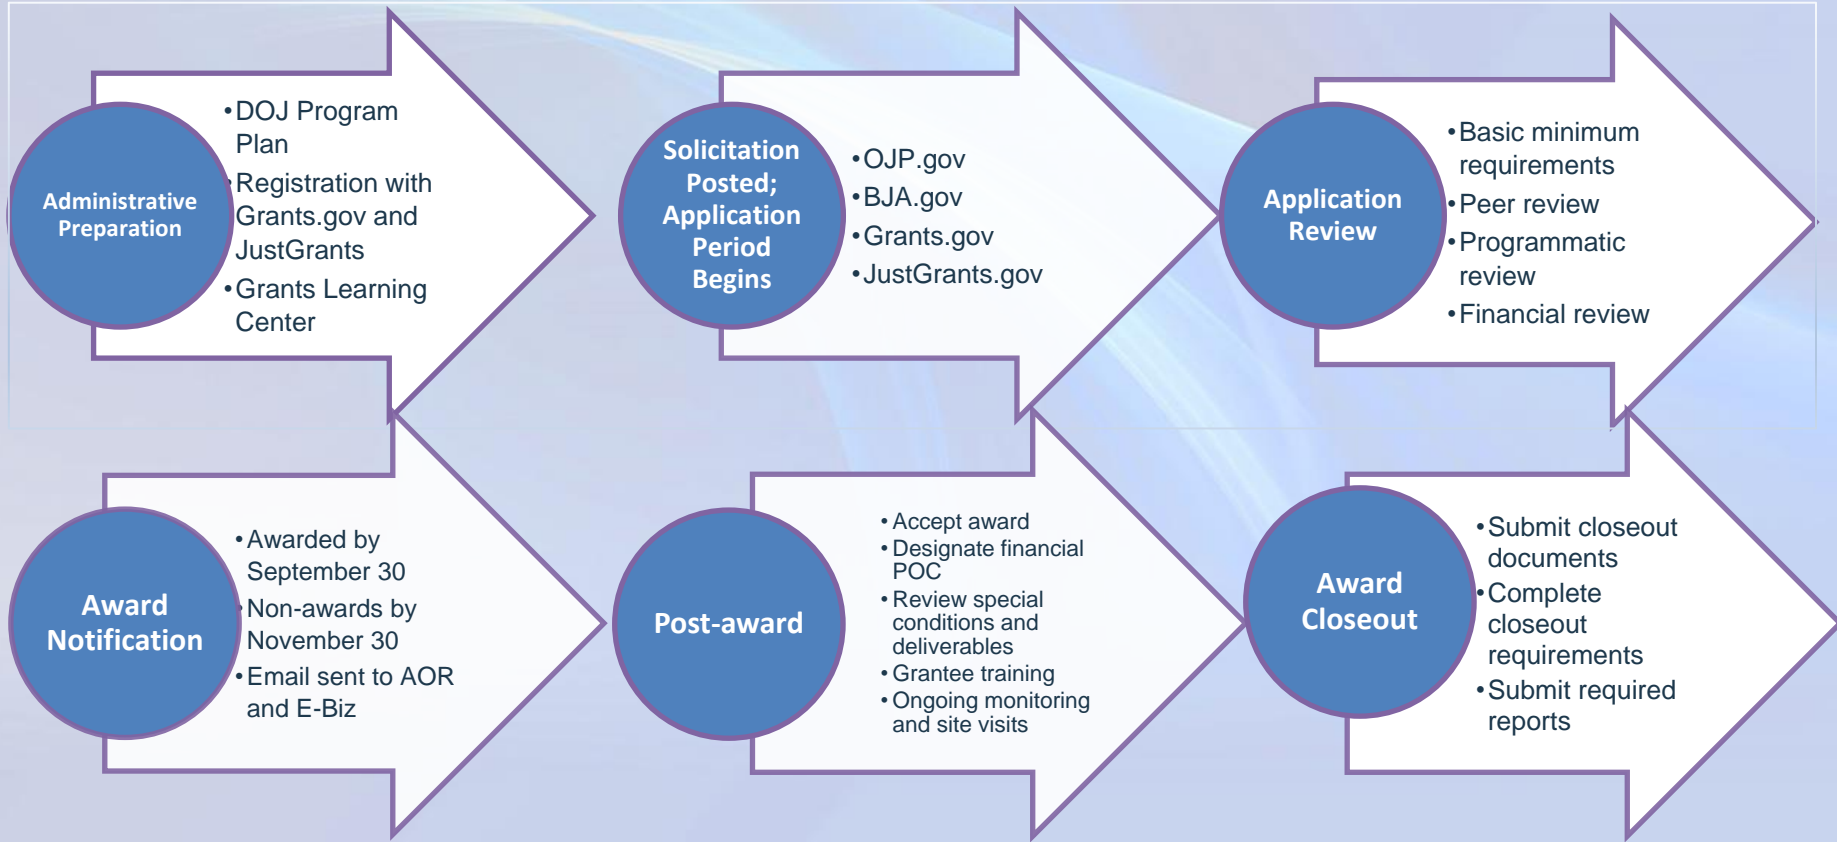 Administrative
Preparation
•DOJ Program
Plan
•Registration with
Grants.gov and
JustGrants
•Grants Learning
Center
Solicitation
Posted;
Application
Period
Begins
•OJP.gov
•BJA.gov
•Grants.gov
•JustGrants.gov
Application
Review
•Basic minimum
requirements
•Peer review
•Programmatic
review
•Financial review
Award
Notification
•Awarded by
September 30
•Non-awards by
November 30
•Email sent to AOR
and E-Biz
Post-award
•Accept award
•Designate financial
POC
•Review special
conditions and
deliverables
•Grantee training
•Ongoing monitoring
and site visits
Award
Closeout
•Submit closeout
documents
•Complete
closeout
requirements
•Submit required
reports